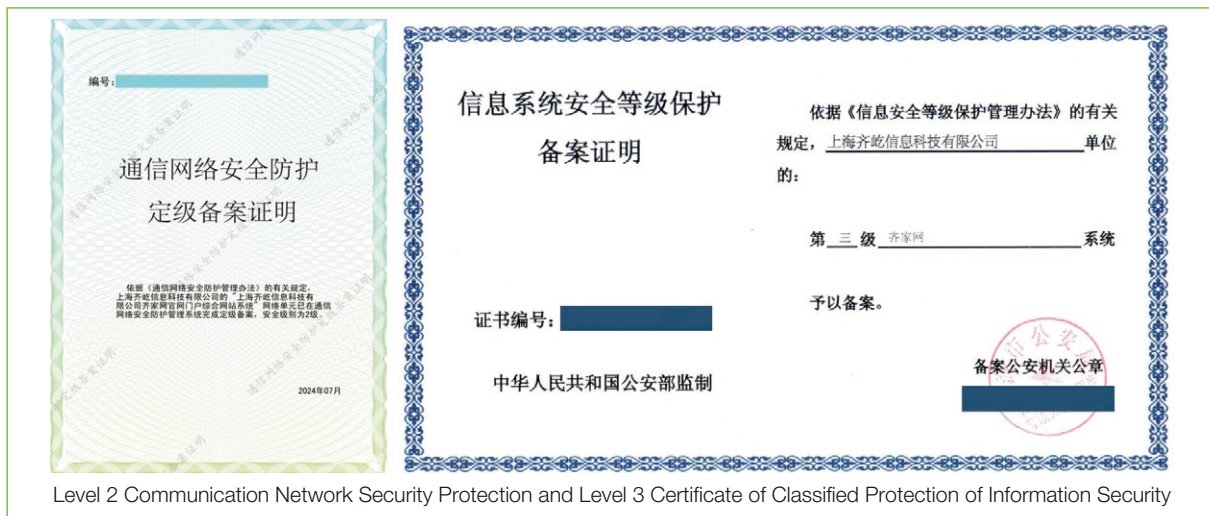 编号：
通信网络安全防护
定级备案证明
依据《通信网络安全防护管理办法》的有关规定，
上海齐屹信息科技有限公司的“上海齐屹信息科技有
限公司齐家网官网门户综合网站系统”网络单元已在通信
网络安全防护管理系统完成定级备案，安全级别为2级。
2024年07月
信息系统安全等级保护
备案证明
证书编号：
中华人民共和国公安部监制
依据《信息安全等级保护管理办法》的有关
规定，上海齐屹信息科技有限公司 单位
的：
第 三 级 齐家网 系统
予以备案。
备案公安机关公章
Level 2 Communication Network Security Protection and Level 3 Certificate of Classified Protection of Information Security